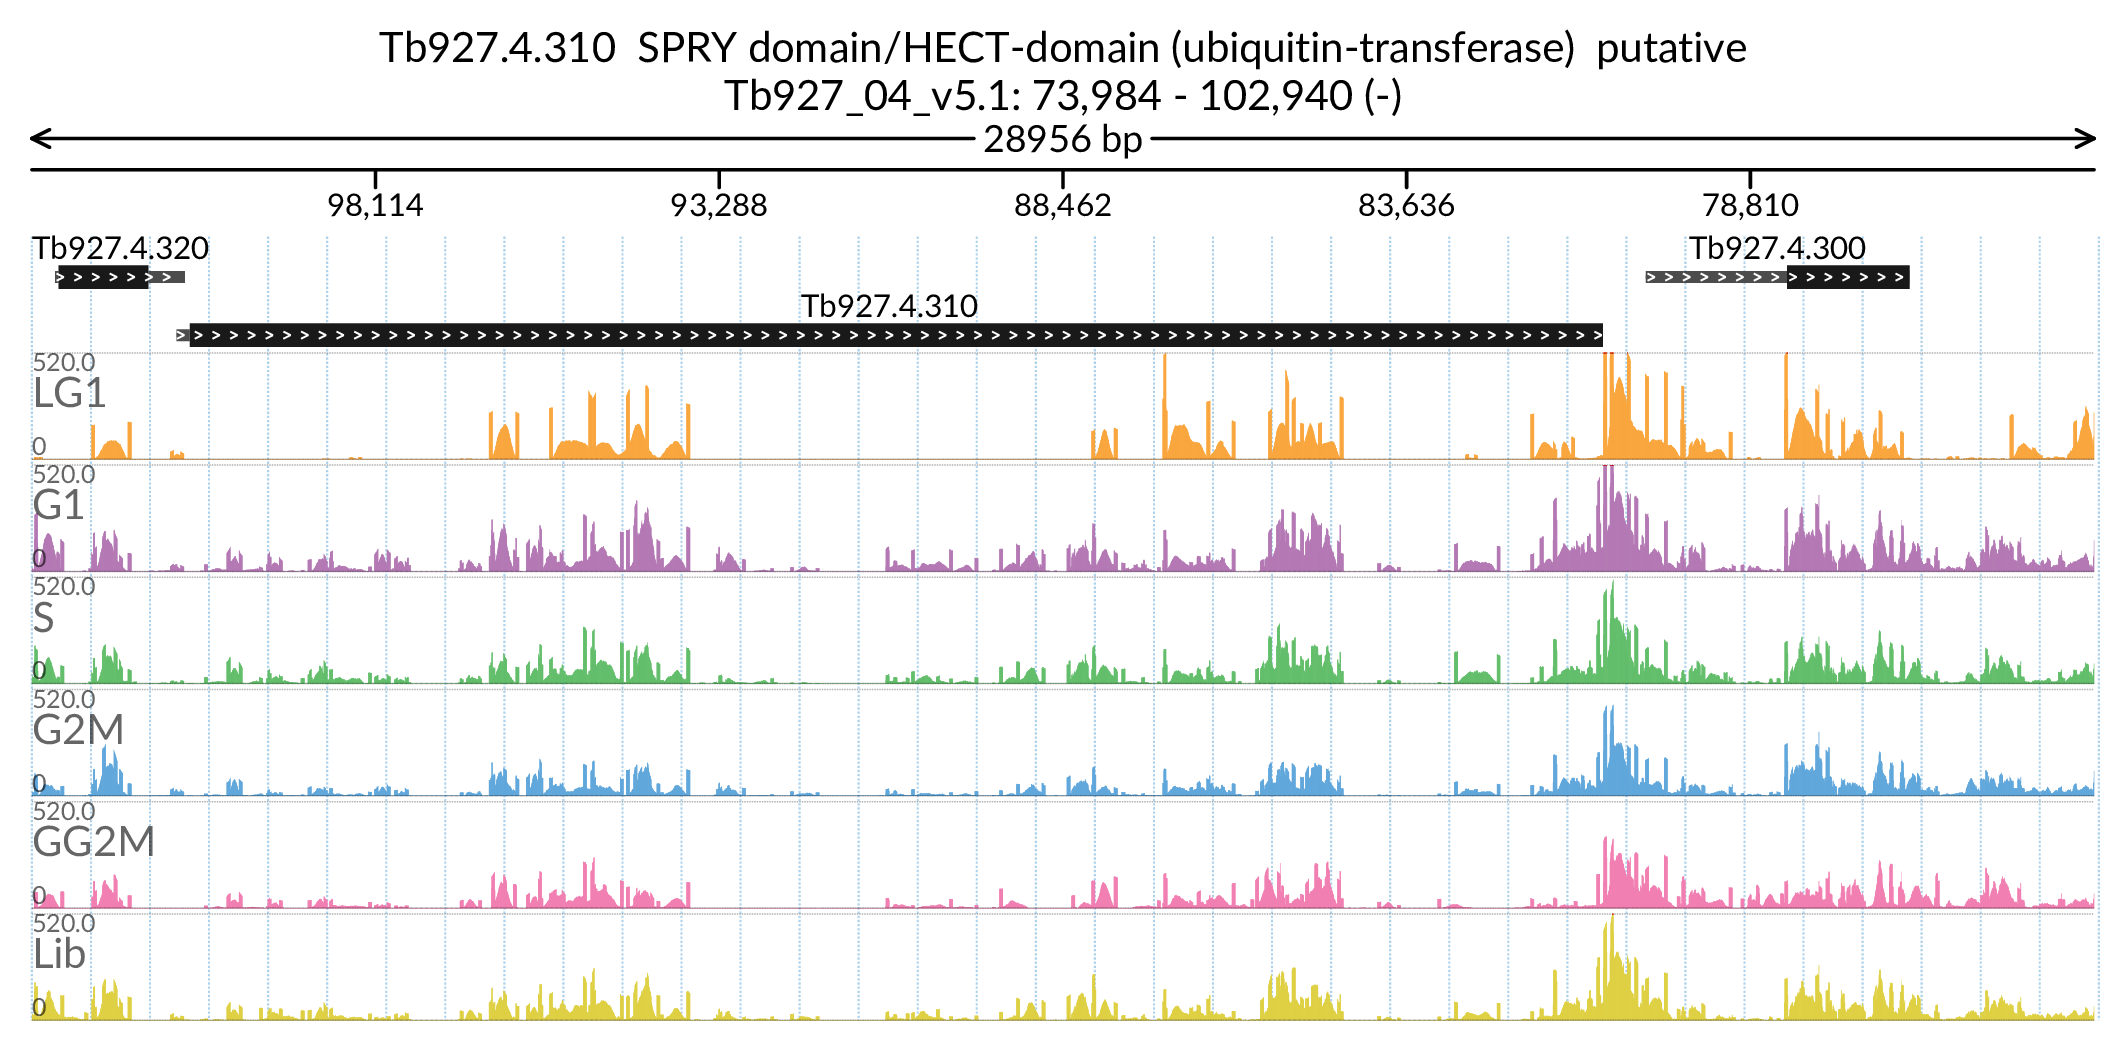 Tb927.4.310  SPRY domain/HECT-domain (ubiquitin-transferase)  putative
Tb927_04_v5.1: 73,984 - 102,940 (-)
28956 bp
98,114 93,288 88,462 83,636 78,810
Tb927.4.320 Tb927.4.300
Tb927.4.310
520.0
LG1
0
520.0
G1
0
520.0
S
0
520.0
G2M
0
520.0
GG2M
0
520.0
Lib
0